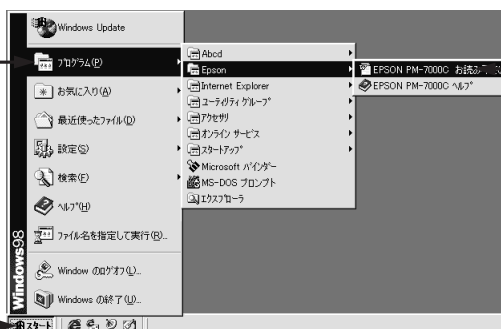 Windows Update
プログラム(P)
お気に入り(A)
最近使ったファイル(D)
設定(S)
検索(F)
ヘルプ(H)
ファイル名を指定して実行(R)...
Window のログオフ(L)...
Windows の終了(U)...
Windows98
スタート
Abcd
Epson
Internet Explorer
ユーティリティ グループ
アクセサリ
オンライン サービス
スタートアップ
Microsoft バインダー
MS-DOS プロンプト
エクスプローラ
EPSON PM-7000C お読み
EPSON PM-7000C ヘルプ